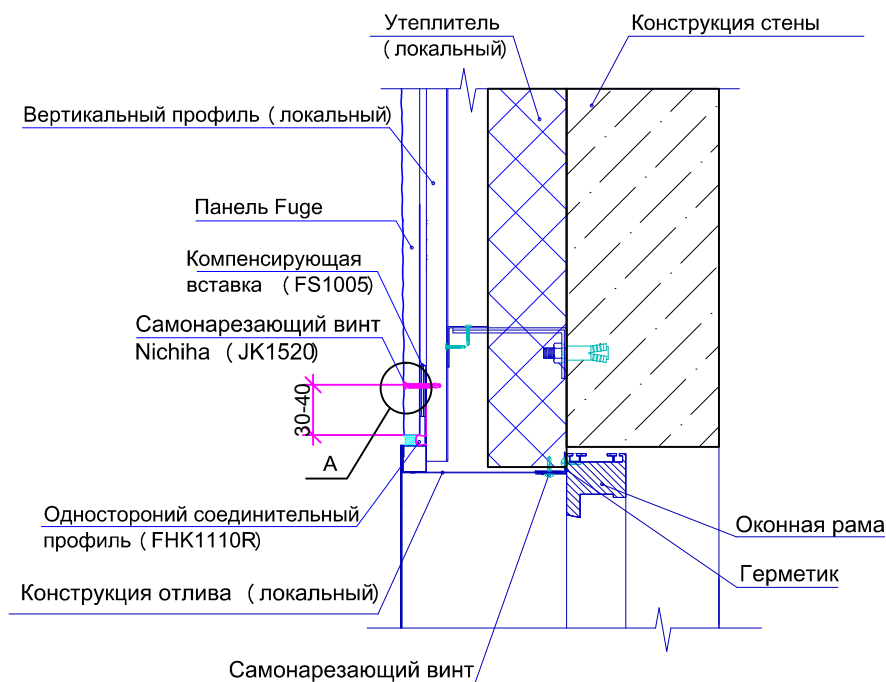 Утеплитель
(локальный)
Конструкция стены
Вертикальный профиль (локальный)
Панель Fuge
Компенсирующая
вставка (FS1005)
Самонарезающий винт
Nichiha (JK1520)
30-40
А
Одностороний соединительный
профиль (FHK1110R)
Оконная рама
Герметик
Конструкция отлива (локальный)
Самонарезающий винт